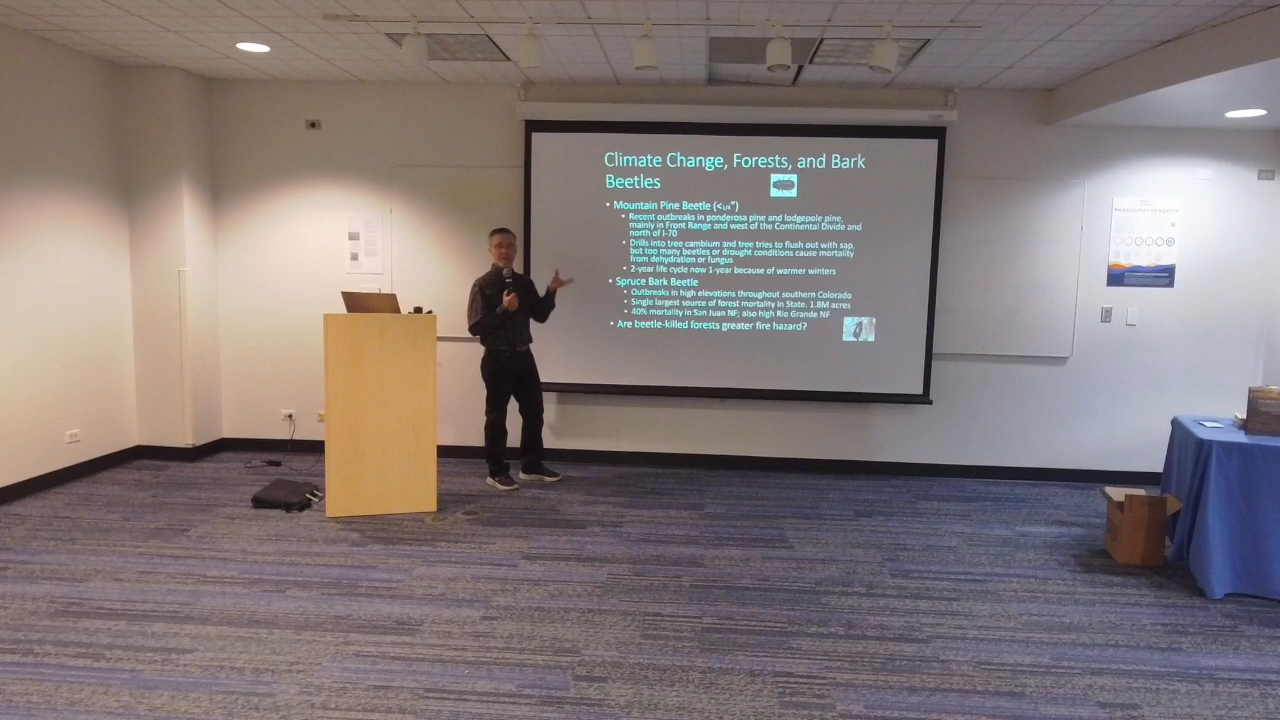 Climate Change, Forests, and Bark
Beetles
• Mountain Pine Beetle (<1/4")
• Recent outbreaks in ponderosa pine and lodgepole pine,
mainly in Front Range and west of the Continental Divide and
north of I-70
• Drills into tree cambium and tree tries to flush out with sap,
but too many beetles or drought conditions cause mortality
from dehydration or fungus
• 2-year life cycle now 1-year because of warmer winters
• Spruce Bark Beetle
• Outbreaks in high elevations throughout southern Colorado
• Single largest source of forest mortality in State. 1.8M acres
• 40% mortality in San Juan NF; also high Rio Grande NF
• Are beetle-killed forests greater fire hazard?